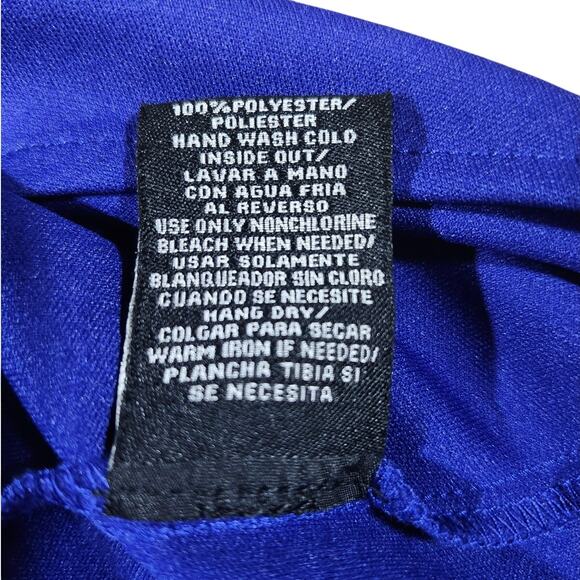 100% POLYESTER/
POLIESTER
HAND WASH COLD
INSIDE OUT/
LAVAR A MANO
CON AGUA FRIA
AL REVERSO
USE ONLY NONCHLORINE
BLEACH WHEN NEEDED/
USAR SOLAMENTE
BLANQUEADOR SIN CLORO
CUANDO SE NECESITE
HANG DRY/
COLGAR PARA SECAR
WARM IRON IF NEEDED/
PLANCHA TIBIA SI
SE NECESITA